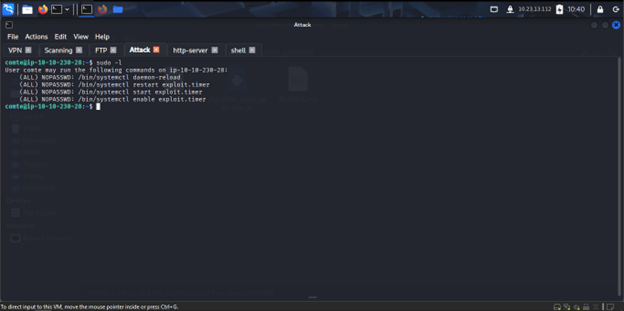 10.23.13.112
10:40
Attack
File Actions Edit View Help
VPN Scanning FTP Attack http-server shell
comte@ip-10-10-230-28:~$ sudo -l
User comte may run the following commands on ip-10-10-230-28:
(ALL) NOPASSWD: /bin/systemctl daemon-reload
(ALL) NOPASSWD: /bin/systemctl restart exploit.timer
(ALL) NOPASSWD: /bin/systemctl start exploit.timer
(ALL) NOPASSWD: /bin/systemctl enable exploit.timer
comte@ip-10-10-230-28:~$
To direct input to this VM, move the mouse pointer inside or press Ctrl+G.